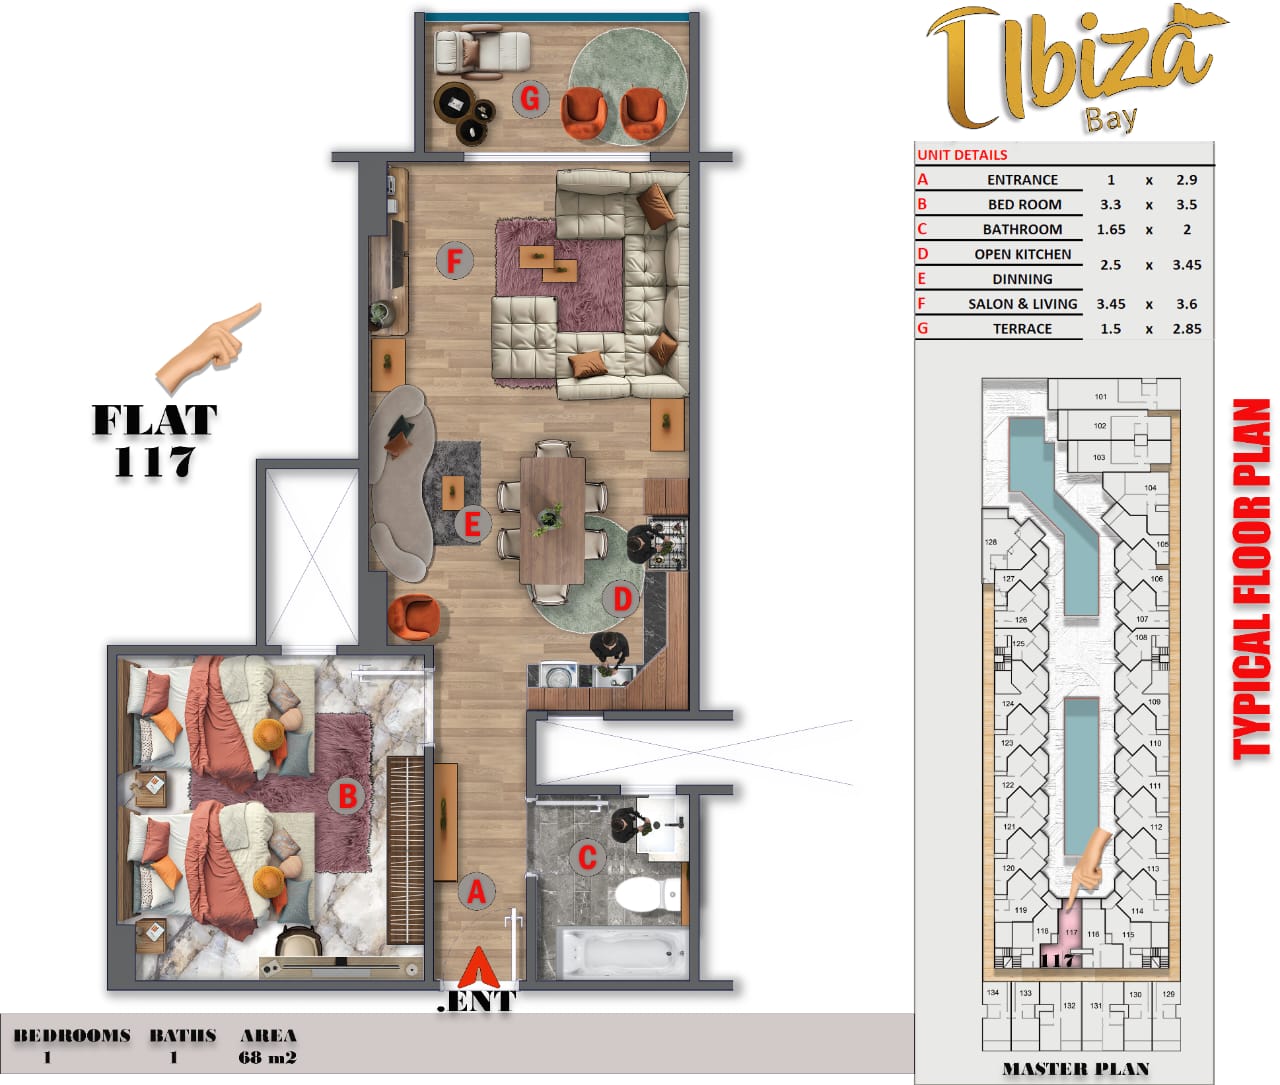 Ibiza
Bay
UNIT DETAILS
A ENTRANCE 1 x 2.9
B BED ROOM 3.3 x 3.5
C BATHROOM 1.65 x 2
D OPEN KITCHEN
2.5 x 3.45
E DINNING
F SALON & LIVING 3.45 x 3.6
G TERRACE 1.5 x 2.85
G
F
E
D
B
C
A
FLAT
117
.ENT
BEDROOMS BATHS AREA
1 1 68 m2
TYPICAL FLOOR PLAN
101
102
103
104
128
105
127
106
126
107
125
108
124
109
123
110
122
111
121
112
120
113
119
114
118
117
116
115
117
134
133
132
131
130
129
MASTER PLAN